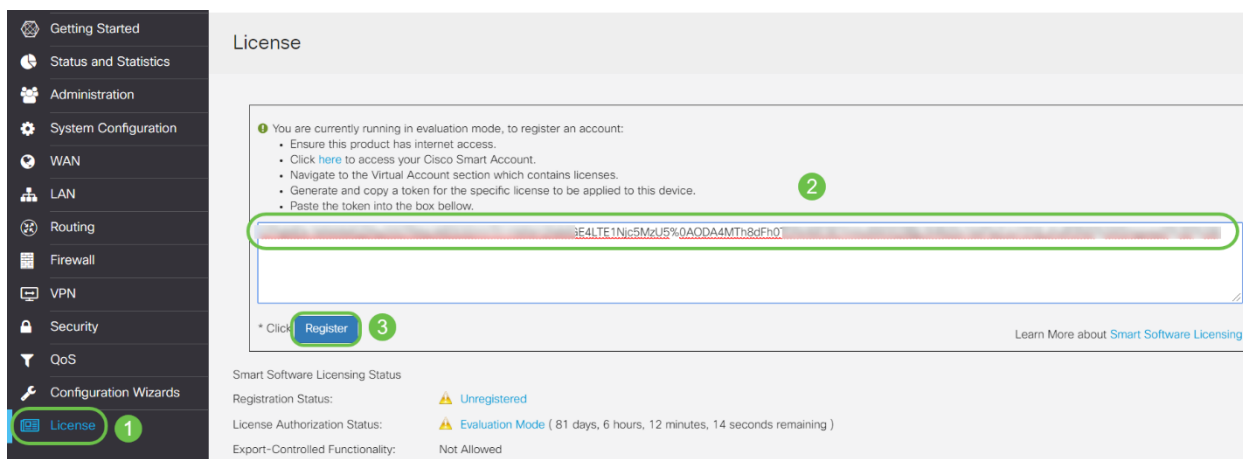 Getting Started
Status and Statistics
Administration
System Configuration
WAN
LAN
Routing
Firewall
VPN
Security
QoS
Configuration Wizards
License
1
License
You are currently running in evaluation mode, to register an account:
• Ensure this product has internet access.
• Click here to access your Cisco Smart Account.
• Navigate to the Virtual Account section which contains licenses.
• Generate and copy a token for the specific license to be applied to this device.
• Paste the token into the box bellow.
2
GE4LTE1Njc5MzU5%0AODA4MTh8dFh0
* Click Register 3
Learn More about Smart Software Licensing
Smart Software Licensing Status
Registration Status: Unregistered
License Authorization Status: Evaluation Mode ( 81 days, 6 hours, 12 minutes, 14 seconds remaining )
Export-Controlled Functionality: Not Allowed